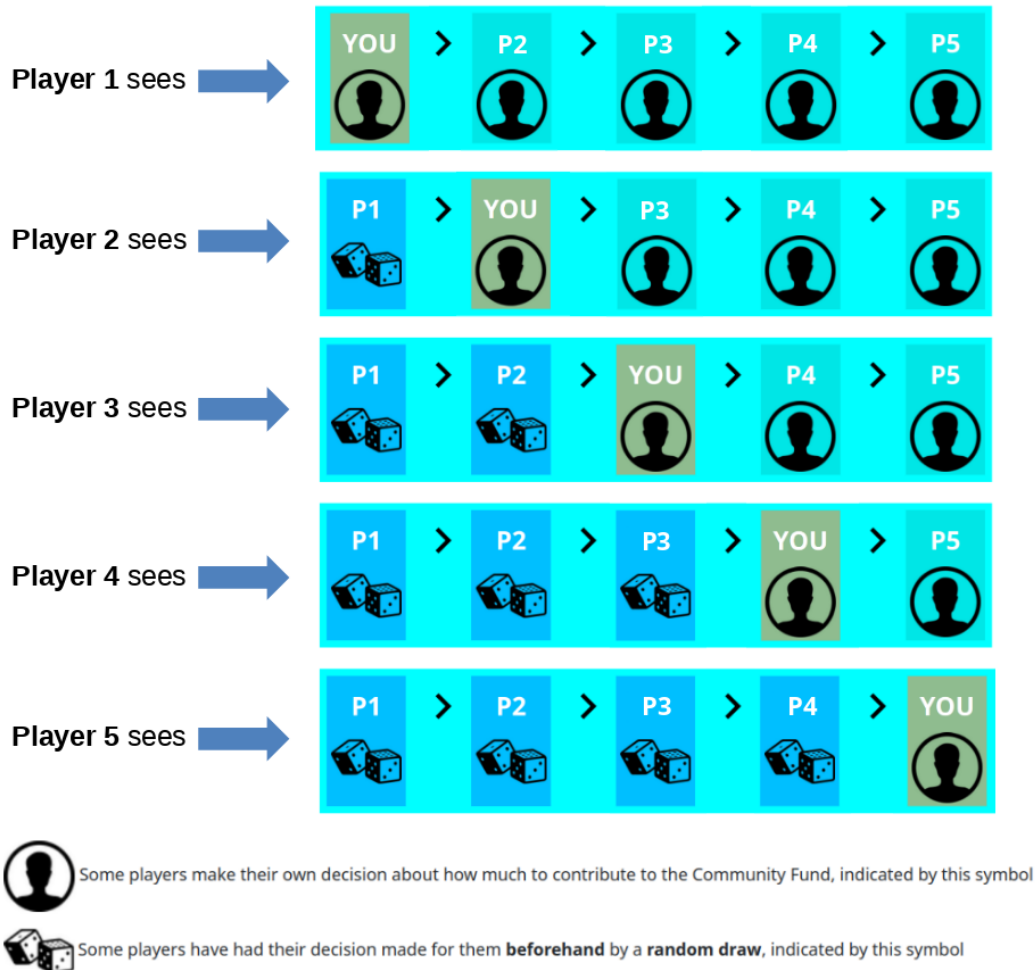 YOU > P2 > P3 > P4 > P5
Player 1 sees
P1 > YOU > P3 > P4 > P5
Player 2 sees
P1 > P2 > YOU > P4 > P5
Player 3 sees
P1 > P2 > P3 > YOU > P5
Player 4 sees
P1 > P2 > P3 > P4 > YOU
Player 5 sees
Some players make their own decision about how much to contribute to the Community Fund, indicated by this symbol
Some players have had their decision made for them beforehand by a random draw, indicated by this symbol